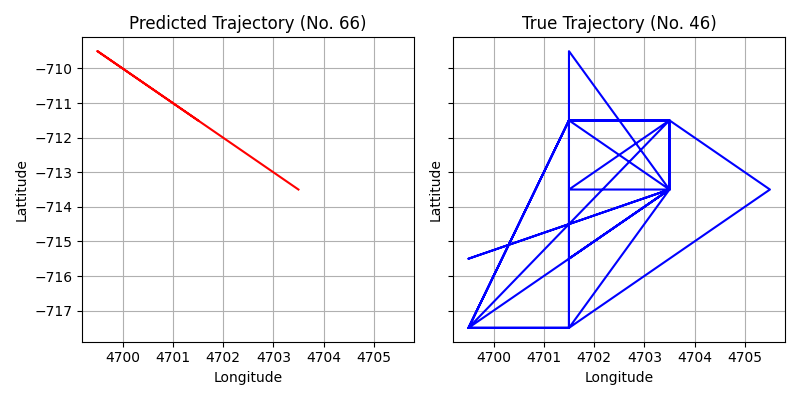 Predicted Trajectory (No. 66)
True Trajectory (No. 46)
Lattitude
−710
−711
−712
−713
−714
−715
−716
−717
4700 4701 4702 4703 4704 4705
Longitude
Lattitude
4700 4701 4702 4703 4704 4705
Longitude